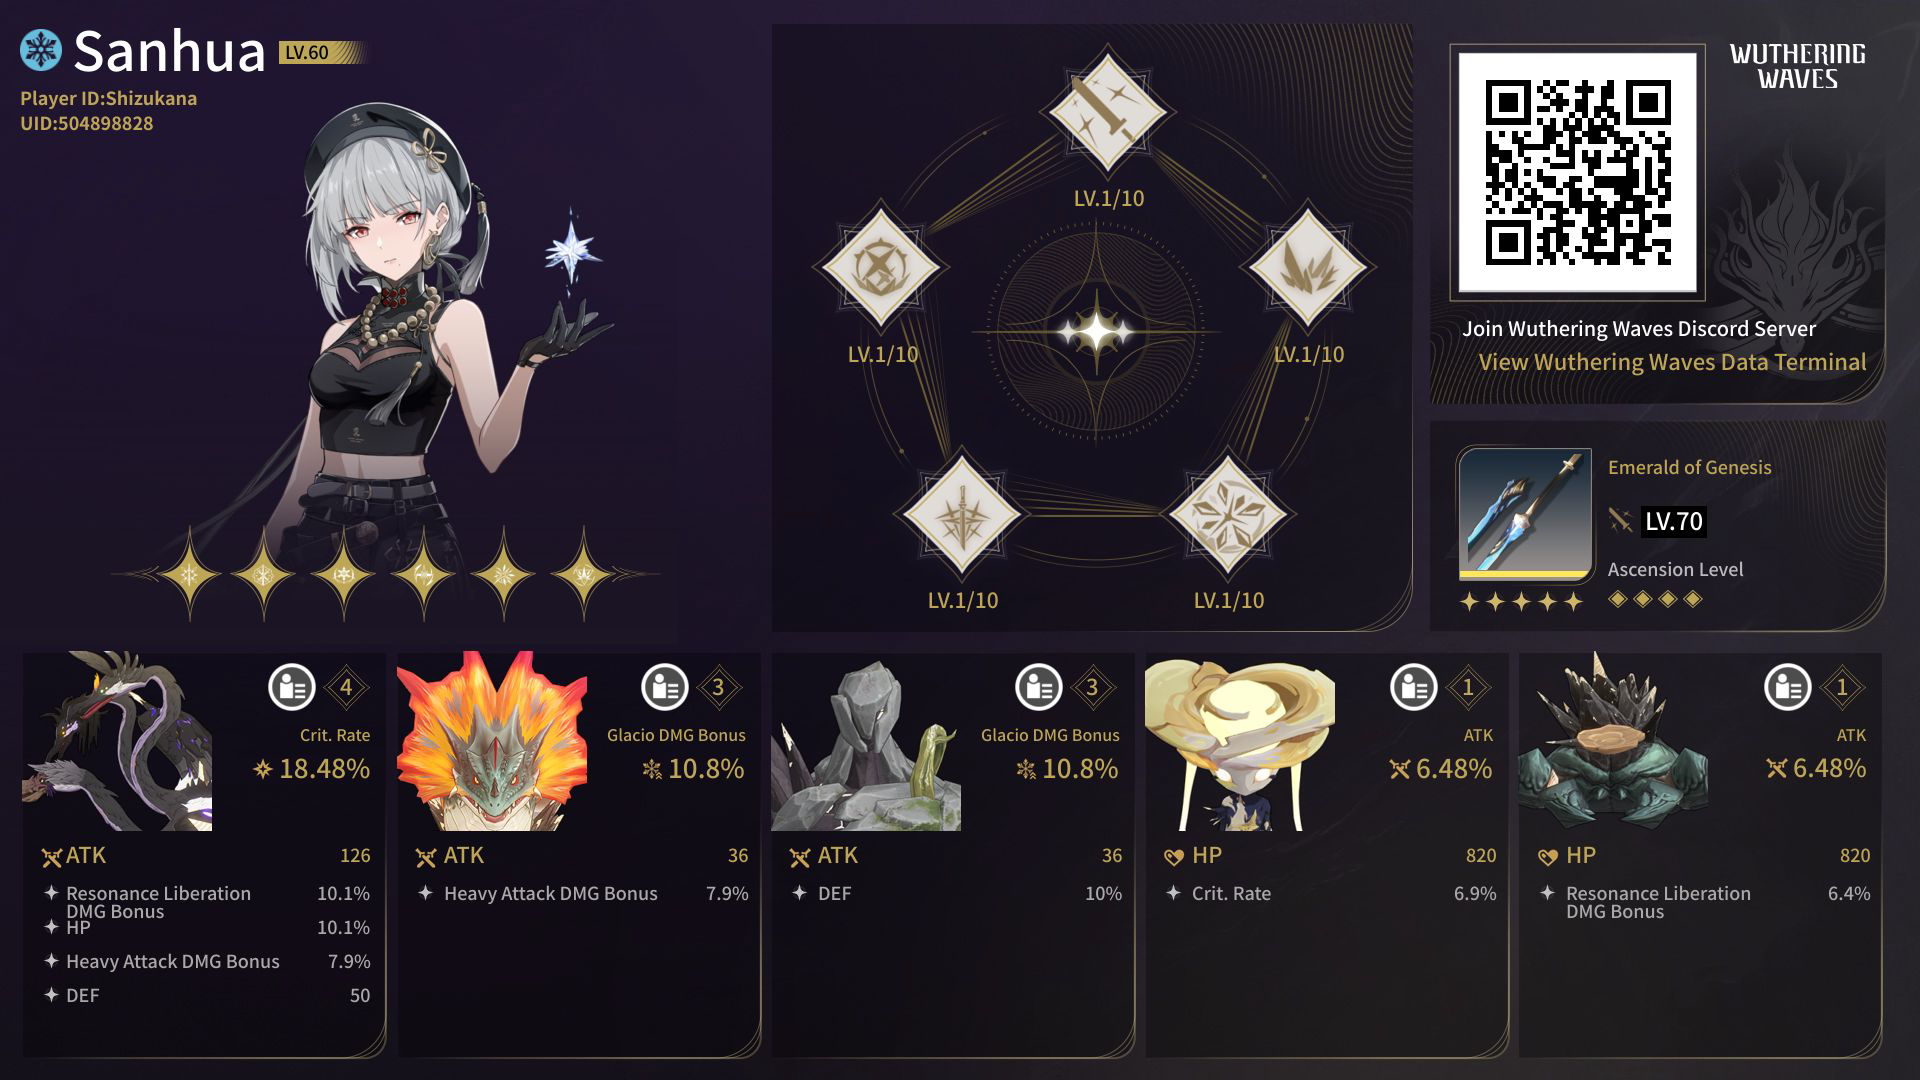 Sanhua LV.60
Player ID:Shizukana
UID:504898828
LV.1/10
LV.1/10
LV.1/10
LV.1/10
LV.1/10
WUTHERING
WAVES
Join Wuthering Waves Discord Server
View Wuthering Waves Data Terminal
Emerald of Genesis
LV.70
Ascension Level
4
Crit. Rate
18.48%
ATK 126
Resonance Liberation 10.1%
DMG Bonus
HP 10.1%
Heavy Attack DMG Bonus 7.9%
DEF 50
3
Glacio DMG Bonus
10.8%
ATK 36
Heavy Attack DMG Bonus 7.9%
3
Glacio DMG Bonus
10.8%
ATK 36
DEF 10%
1
ATK
6.48%
HP 820
Crit. Rate 6.9%
1
ATK
6.48%
HP 820
Resonance Liberation 6.4%
DMG Bonus